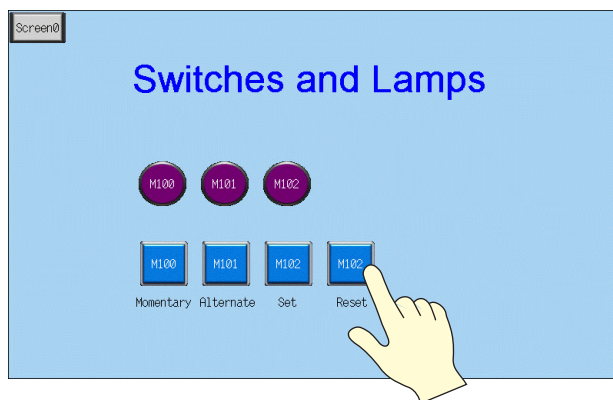 Screen0
Switches and Lamps
M100 M101 M102
M100 M101 M102 M102
Momentary Alternate Set Reset